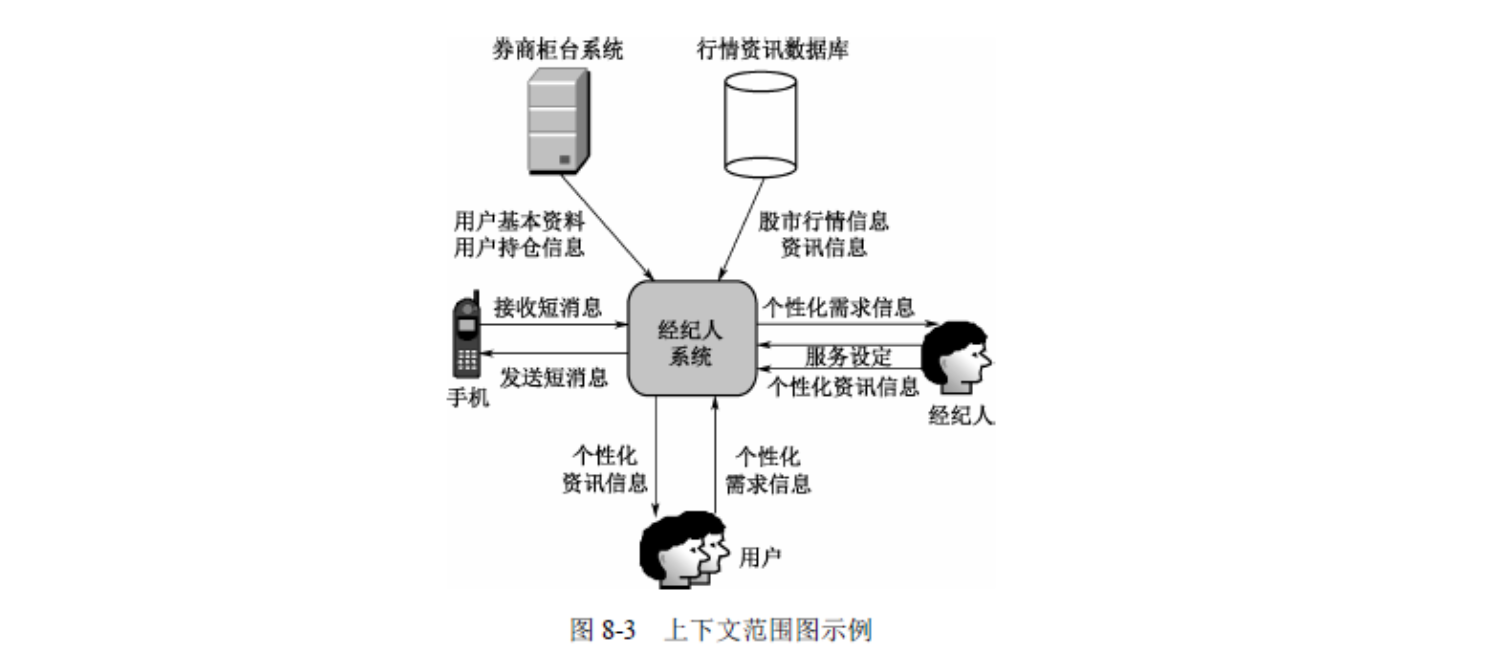 券商柜台系统
行情资讯数据库
用户基本资料
用户持仓信息
股市行情信息
资讯信息
接收短消息
个性化需求信息
经纪人
系统
服务设定
发送短消息
个性化资讯信息
手机
经纪人
个性化
资讯信息
个性化
需求信息
用户
图 8-3 上下文范围图示例